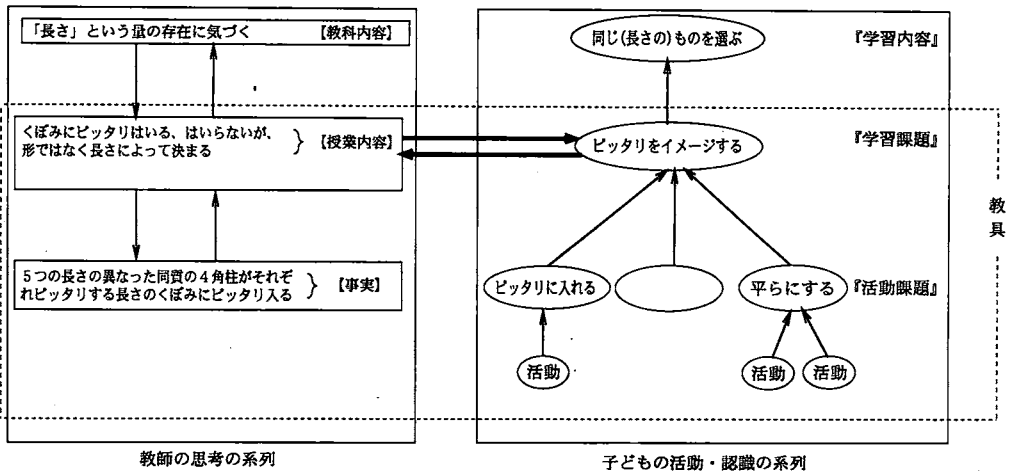 「長さ」という量の存在に気づく 【教科内容】
くぼみにピッタリはいる、はいらないが、
形ではなく長さによって決まる
【授業内容】
5つの長さの異なった同質の4角柱がそれぞ
れピッタリする長さのくぼみにピッタリ入る
【事実】
教師の思考の系列
同じ(長さの)ものを選ぶ 『学習内容』
ピッタリをイメージする 『学習課題』
ピッタリに入れる 平らにする 『活動課題』
活動 活動 活動
子どもの活動・認識の系列
教具